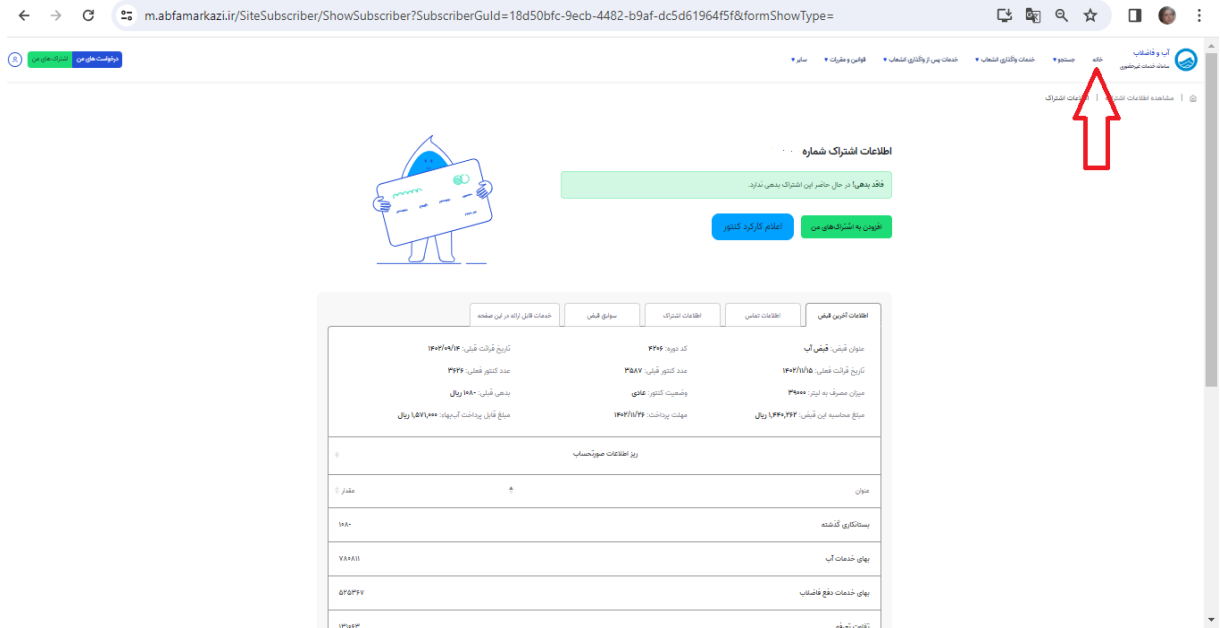 m.abfamarkazi.ir/SiteSubscriber/ShowSubscriber?SubscriberGuId=18d50bfc-9ecb-4482-b9af-dc5d61964f5f&formShowType=
آب و فاضلاب
سامانه خدمات غیرحضوری
خانه جستجو خدمات واگذاری انشعاب خدمات پس از واگذاری انشعاب قوانین و مقررات سایر
درخواست های من اشتراک های من
مشاهده اطلاعات | اشتراک
اطلاعات اشتراک شماره
فاقد بدهی! در حال حاضر این اشتراک بدهی ندارد.
افزودن به اشتراک‌های من اعلام کارکرد کنتور
اطلاعات آخرین قبض اطلاعات تماس اطلاعات اشتراک سوابق قبض خدمات قابل ارائه در این صفحه
عنوان قبض: قبض آب کد دوره: ۴۲۰۶ تاریخ قرائت قبلی: ۱۴۰۲/۰۹/۱۴
تاریخ قرائت فعلی: ۱۴۰۲/۱۱/۱۵ عدد کنتور قبلی: ۳۵۸۷ عدد کنتور فعلی: ۳۶۲۶
میزان مصرف به لیتر: ۳۹۰۰۰ وضعیت کنتور: عادی بدهی قبلی: -۱۰۸ ریال
مبلغ محاسبه این قبض: ۱,۴۴۰,۲۶۲ ریال مهلت پرداخت: ۱۴۰۲/۱۱/۲۶ مبلغ قابل پرداخت آب‌بهاء: ۱,۵۷۱,۰۰۰ ریال
ریز اطلاعات صورتحساب
عنوان مقدار
بستانکاری گذشته -۱۰۸
بهای خدمات آب ۷۸۰۸۱۱
بهای خدمات دفع فاضلاب ۵۲۵۳۶۷